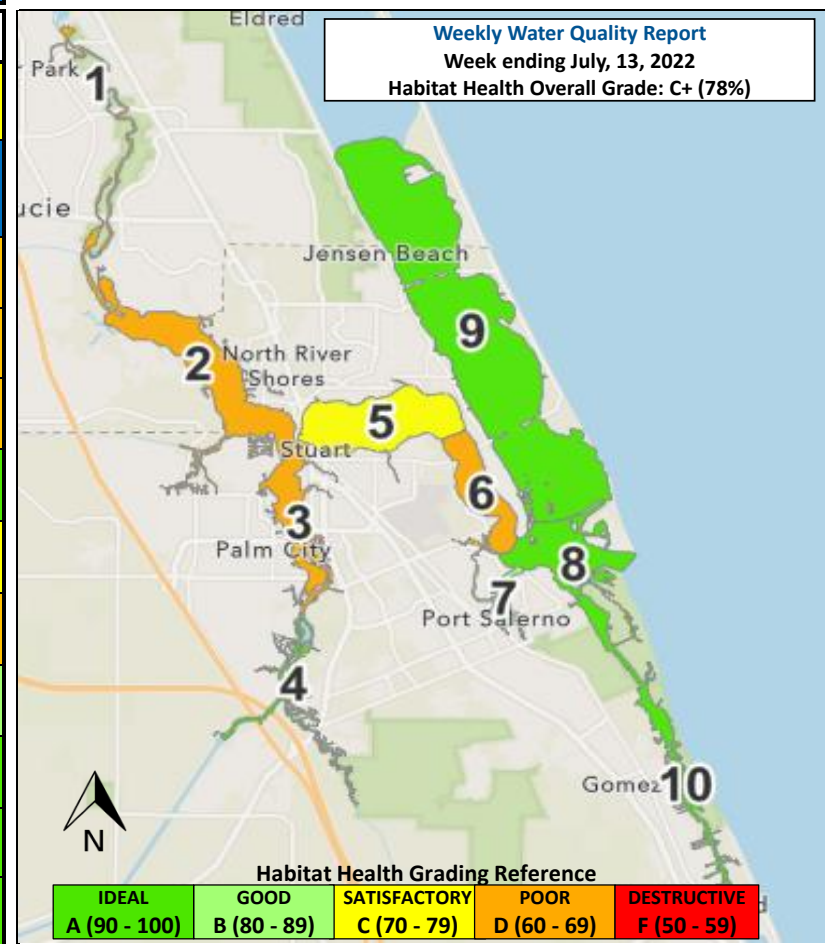 Eldred
Weekly Water Quality Report
Week ending July, 13, 2022
Habitat Health Overall Grade: C+ (78%)
Park
1
ucie
Jensen Beach
9
2
North River
Shores
5
Stuart
6
3
Palm City
8
7
Port Salerno
4
Gomez
10
N
Habitat Health Grading Reference
IDEAL GOOD SATISFACTORY POOR DESTRUCTIVE
A (90 - 100) B (80 - 89) C (70 - 79) D (60 - 69) F (50 - 59)